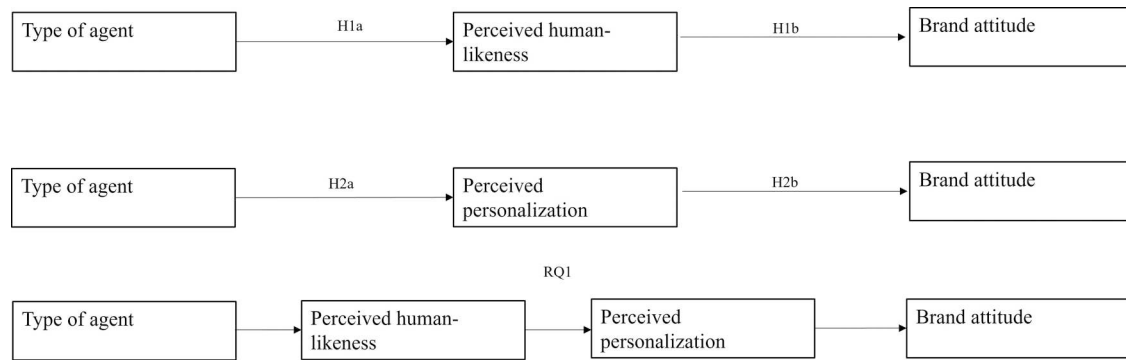 Type of agent
H1a
Perceived human-
likeness
H1b
Brand attitude
Type of agent
H2a
Perceived
personalization
H2b
Brand attitude
RQ1
Type of agent
Perceived human-
likeness
Perceived
personalization
Brand attitude